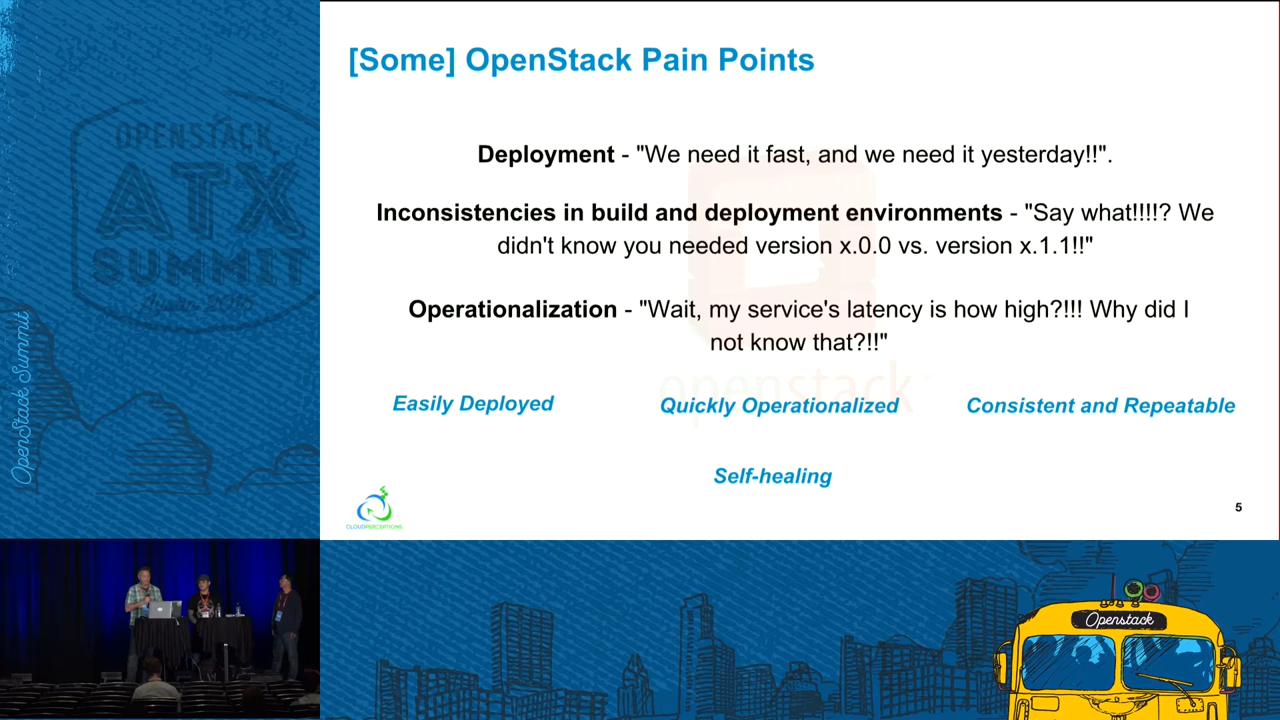 [Some] OpenStack Pain Points
Deployment - "We need it fast, and we need it yesterday!!".
Inconsistencies in build and deployment environments - "Say what!!!!? We
didn't know you needed version x.0.0 vs. version x.1.1!!"
Operationalization - "Wait, my service's latency is how high?!!! Why did I
not know that?!!"
openstack
Easily Deployed
Quickly Operationalized
Consistent and Repeatable
Self-healing
CLOUDPERCEPTIONS
5
OPENSTACK
ATX
SUMMIT
OpenStack Summit
Openstack